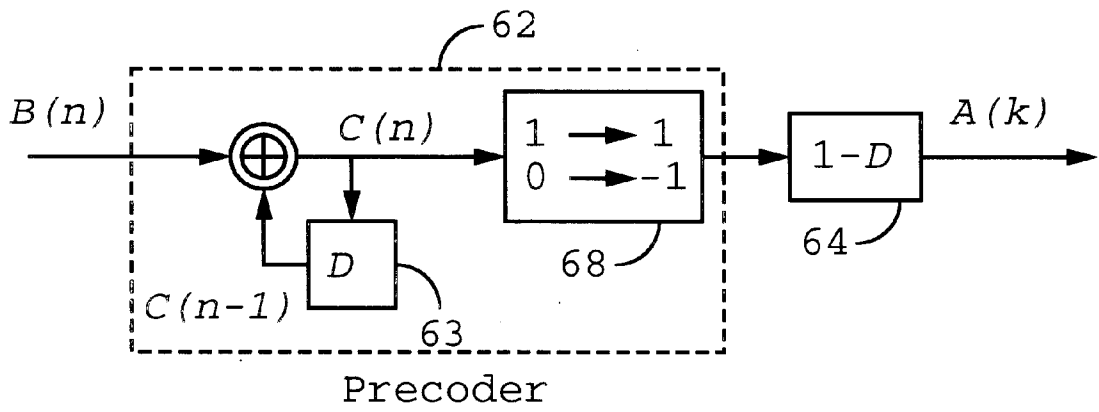 62
B(n)
C(n)
1 → 1
0 → -1
A(k)
1-D
D
C(n-1)
63
68
64
Precoder